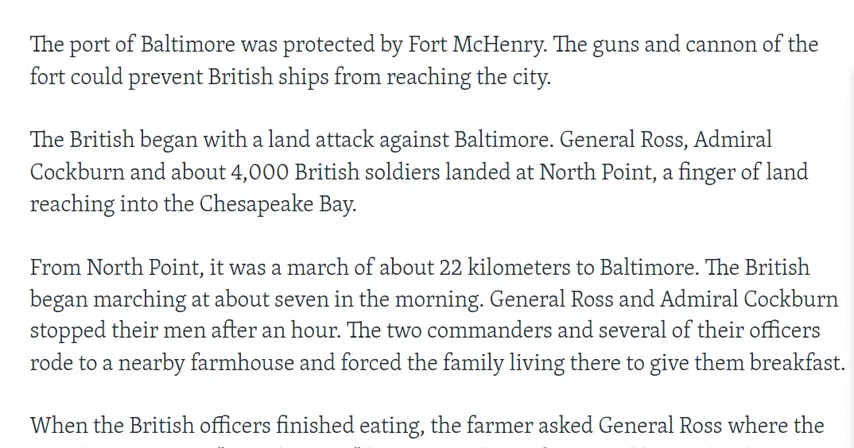 The port of Baltimore was protected by Fort McHenry. The guns and cannon of the
fort could prevent British ships from reaching the city.
The British began with a land attack against Baltimore. General Ross, Admiral
Cockburn and about 4,000 British soldiers landed at North Point, a finger of land
reaching into the Chesapeake Bay.
From North Point, it was a march of about 22 kilometers to Baltimore. The British
began marching at about seven in the morning. General Ross and Admiral Cockburn
stopped their men after an hour. The two commanders and several of their officers
rode to a nearby farmhouse and forced the family living there to give them breakfast.
When the British officers finished eating, the farmer asked General Ross where the